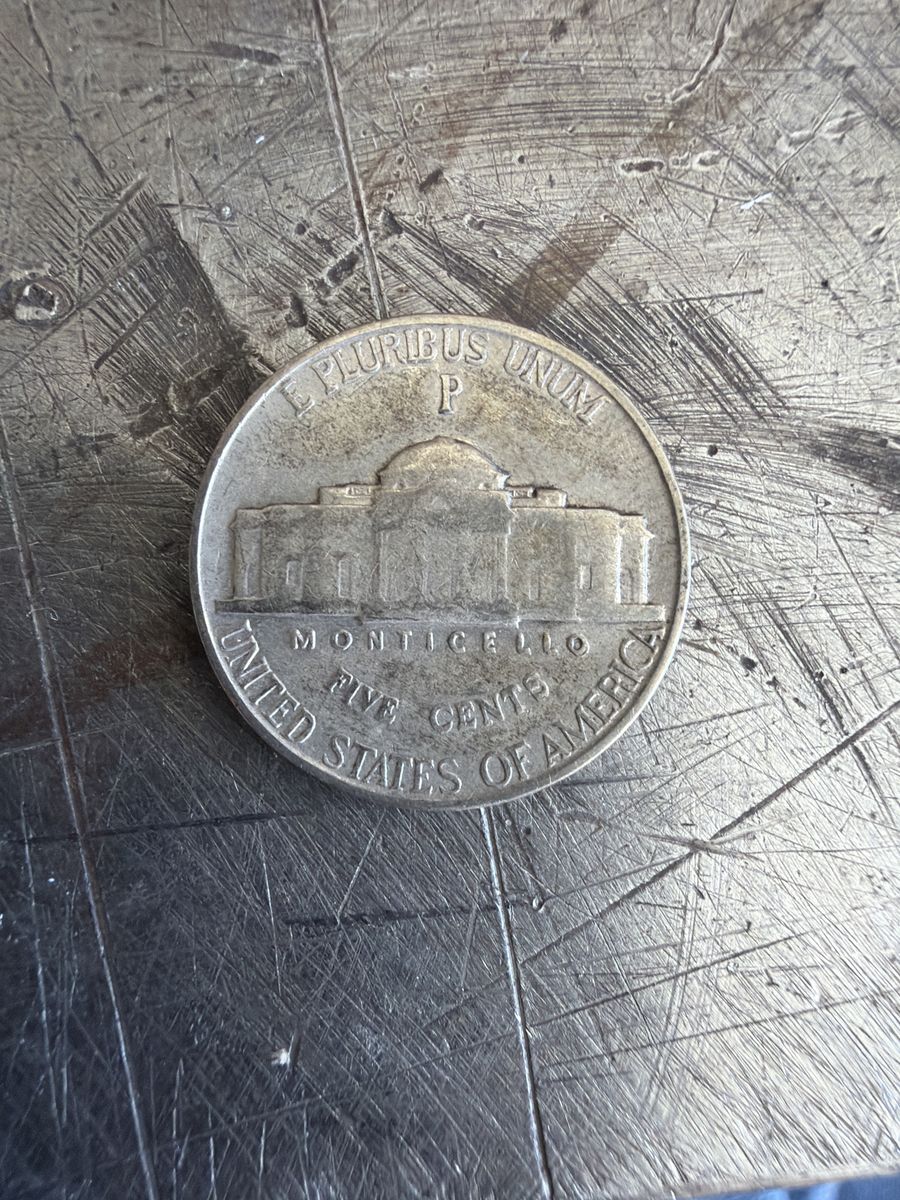 E PLURIBUS UNUM
P
MONTICELLO
FIVE CENTS
UNITED STATES OF AMERICA